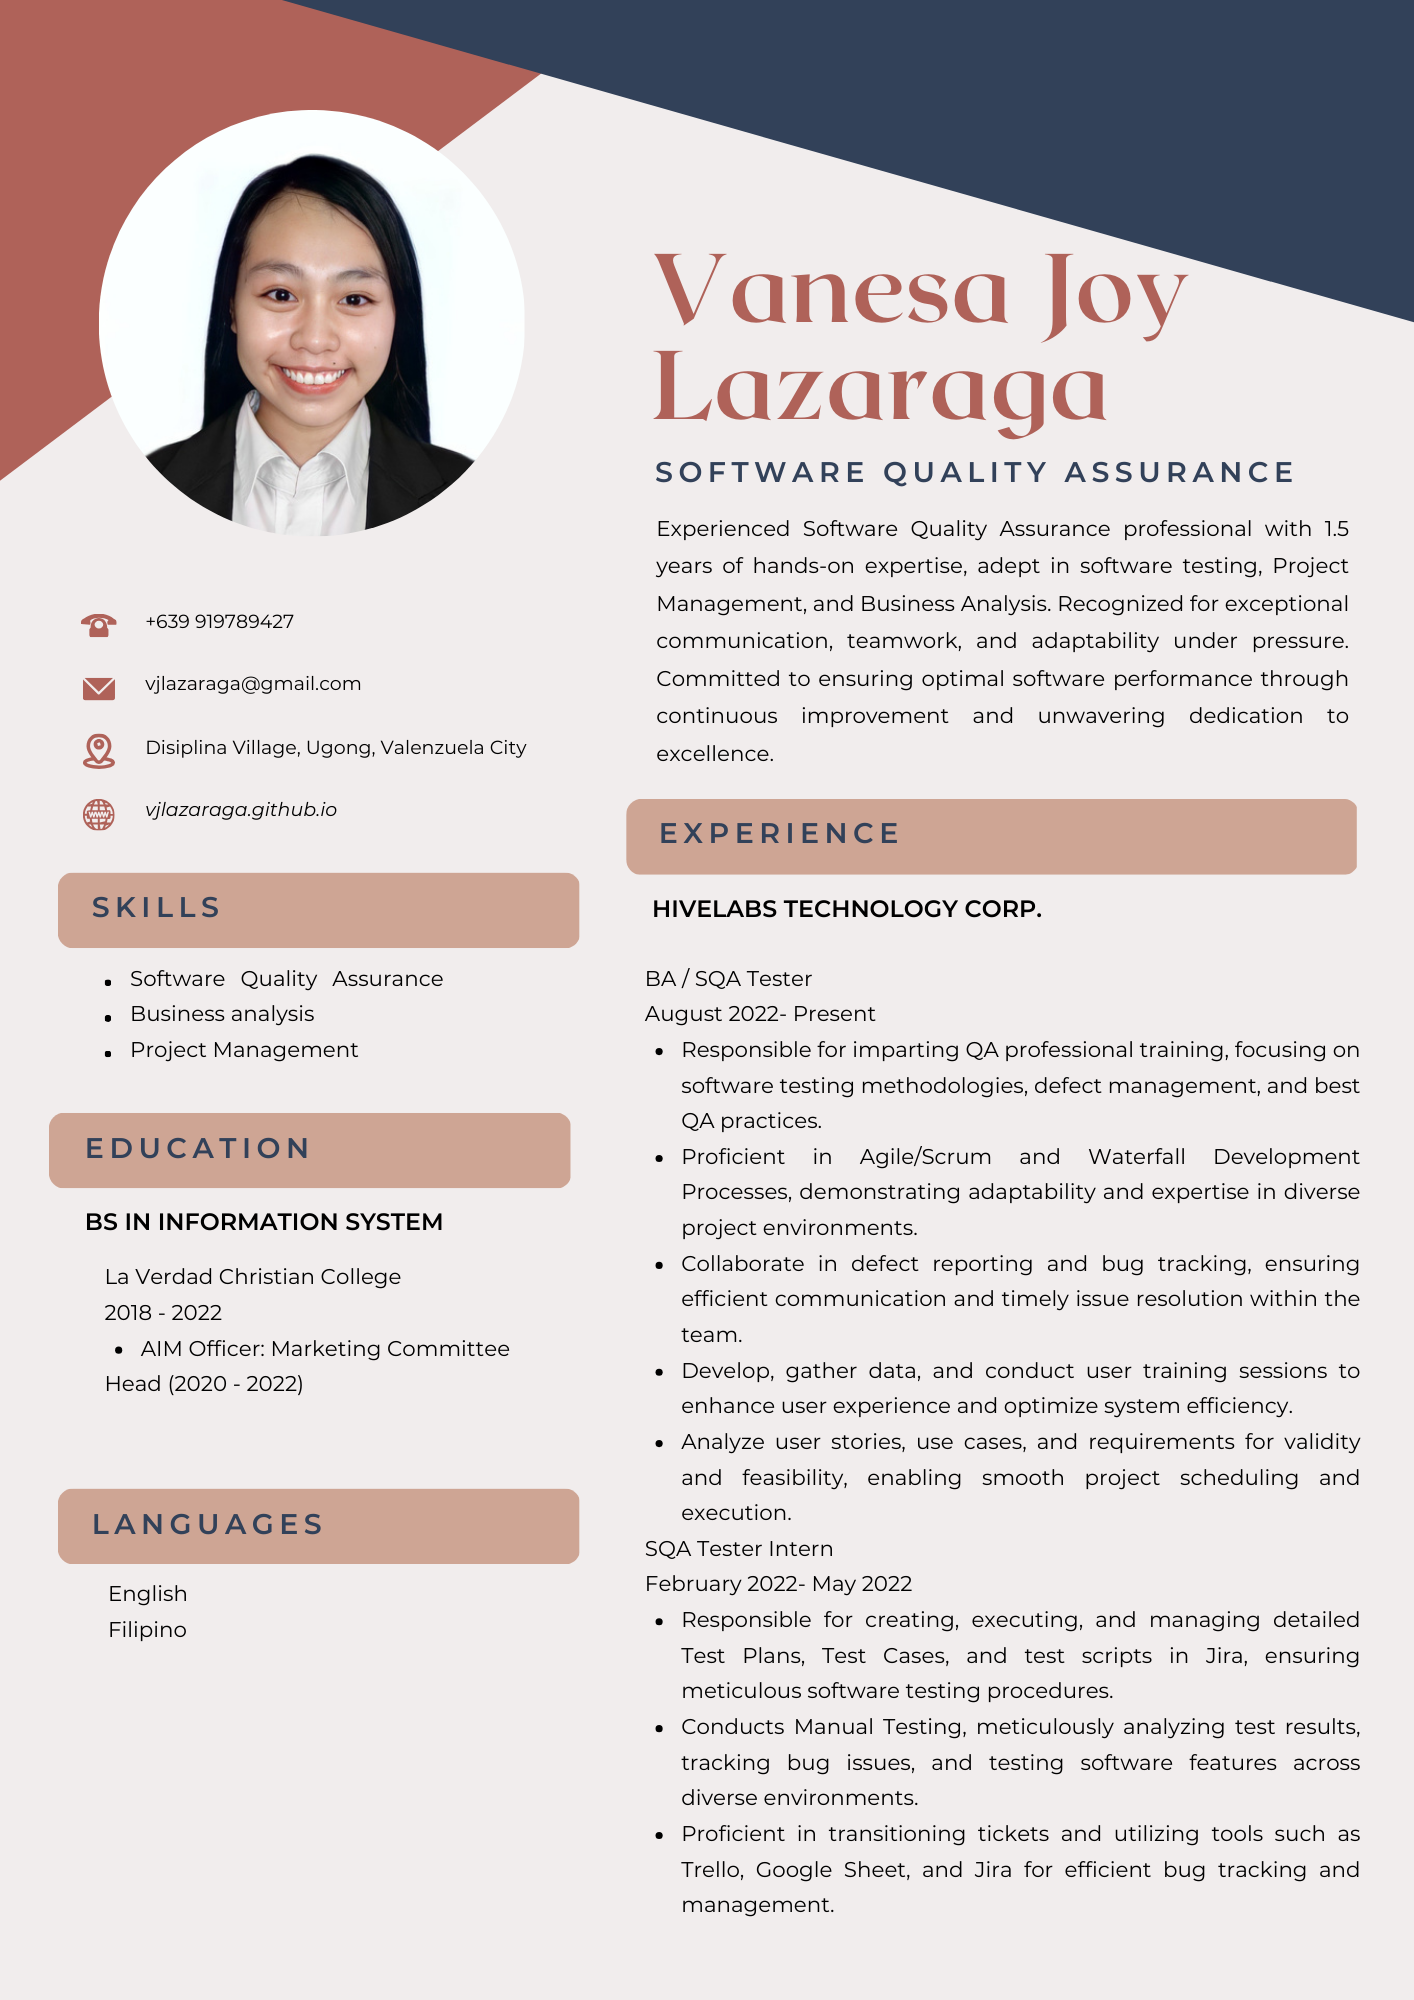 Vanesa Joy
Lazaraga
SOFTWARE QUALITY ASSURANCE
Experienced Software Quality Assurance professional with 1.5
years of hands-on expertise, adept in software testing, Project
Management, and Business Analysis. Recognized for exceptional
communication, teamwork, and adaptability under pressure.
Committed to ensuring optimal software performance through
continuous improvement and unwavering dedication to
excellence.
+639 919789427
vjlazaraga@gmail.com
Disiplina Village, Ugong, Valenzuela City
vjlazaraga.github.io
SKILLS
• Software Quality Assurance
• Business analysis
• Project Management
EDUCATION
BS IN INFORMATION SYSTEM
La Verdad Christian College
2018 - 2022
• AIM Officer: Marketing Committee
Head (2020 - 2022)
LANGUAGES
English
Filipino
EXPERIENCE
HIVELABS TECHNOLOGY CORP.
BA / SQA Tester
August 2022- Present
• Responsible for imparting QA professional training, focusing on
software testing methodologies, defect management, and best
QA practices.
• Proficient in Agile/Scrum and Waterfall Development
Processes, demonstrating adaptability and expertise in diverse
project environments.
• Collaborate in defect reporting and bug tracking, ensuring
efficient communication and timely issue resolution within the
team.
• Develop, gather data, and conduct user training sessions to
enhance user experience and optimize system efficiency.
• Analyze user stories, use cases, and requirements for validity
and feasibility, enabling smooth project scheduling and
execution.
SQA Tester Intern
February 2022- May 2022
• Responsible for creating, executing, and managing detailed
Test Plans, Test Cases, and test scripts in Jira, ensuring
meticulous software testing procedures.
• Conducts Manual Testing, meticulously analyzing test results,
tracking bug issues, and testing software features across
diverse environments.
• Proficient in transitioning tickets and utilizing tools such as
Trello, Google Sheet, and Jira for efficient bug tracking and
management.